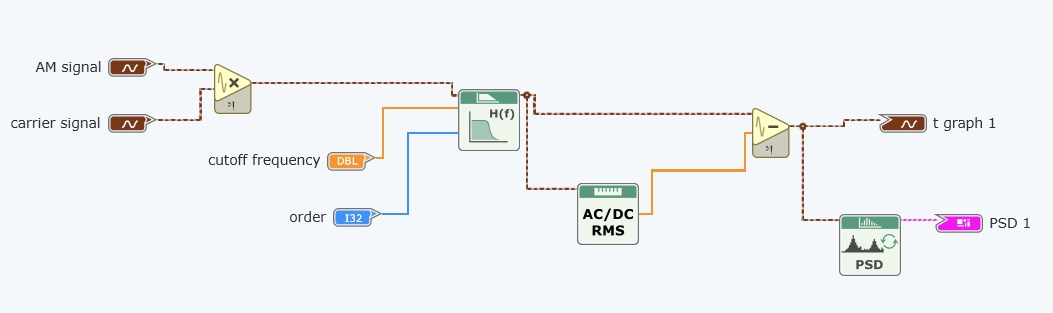 AM signal
carrier signal
H(f)
cutoff frequency
DBL
order
I32
AC/DC
RMS
t graph 1
PSD
PSD 1